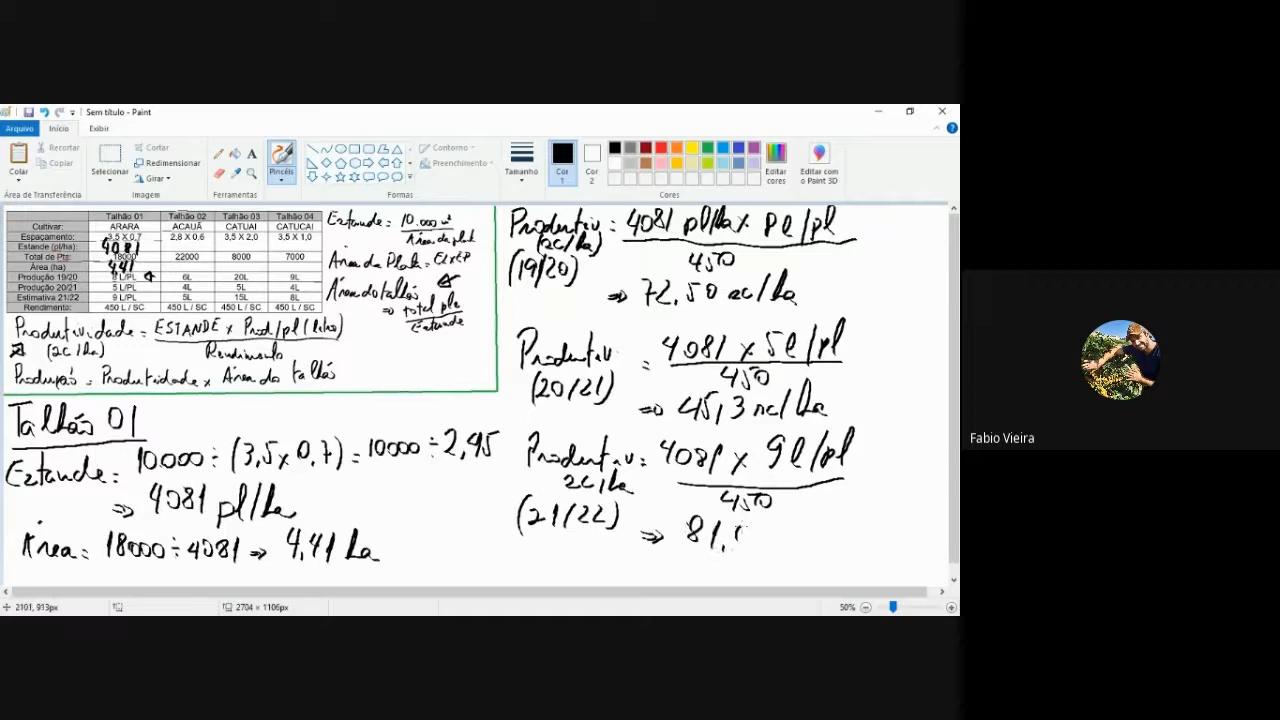 Sem título - Paint
Arquivo Início Exibir
Colar
Recortar
Copiar
Área de Transferência
Selecionar
Cortar
Redimensionar
Girar
Imagem
Ferramentas
Pincéis
Contorno
Preenchimento
Formas
Tamanho
Cor 1
Cor 2
Cores
Editar cores
Editar com o Paint 3D
Talhão 01 Talhão 02 Talhão 03 Talhão 04
Cultivar: ARARA ACAUÃ CATUAI CATUCAI
Espaçamento: 3,5 X 0,7 2,8 X 0,6 3,5 X 2,0 3,5 X 1,0
Estande (pl/ha): 4081
Total de Pts: 18000 22000 8000 7000
Área (ha) 4,41
Produção 19/20 8 L/PL 6L 20L 9L
Produção 20/21 5 L/PL 4L 5L 4L
Estimativa 21/22 9 L/PL 5L 15L 8L
Rendimento: 450 L / SC 450 L / SC 450 L / SC 450 L / SC
Estande = 10.000 m²
Área da plant
Área da Planta = EL x EP
Área do talhão
⇒ total pls
Estande
Produtividade = ESTANDE x Prod/pl (litros)
(sc/ha) Rendimento
Produção = Produtividade x Área do talhão
Talhão 01
Estande = 10000 ÷ (3,5 x 0,7) = 10000 ÷ 2,45
⇒ 4081 pl/ha
Área = 18000 ÷ 4081 ⇒ 4,41 ha
Produtiv = 4081 pl/ha x 8l/pl
(sc/ha) 450
(19/20)
⇒ 72,50 sc/ha
Produtiv = 4081 x 5l/pl
450
(20/21)
⇒ 45,3 sc/ha
Produtiv = 4081 x 9l/pl
sc/ha 450
(21/22)
⇒ 81,
2101, 913px
2704 × 1106px
50%
Fabio Vieira